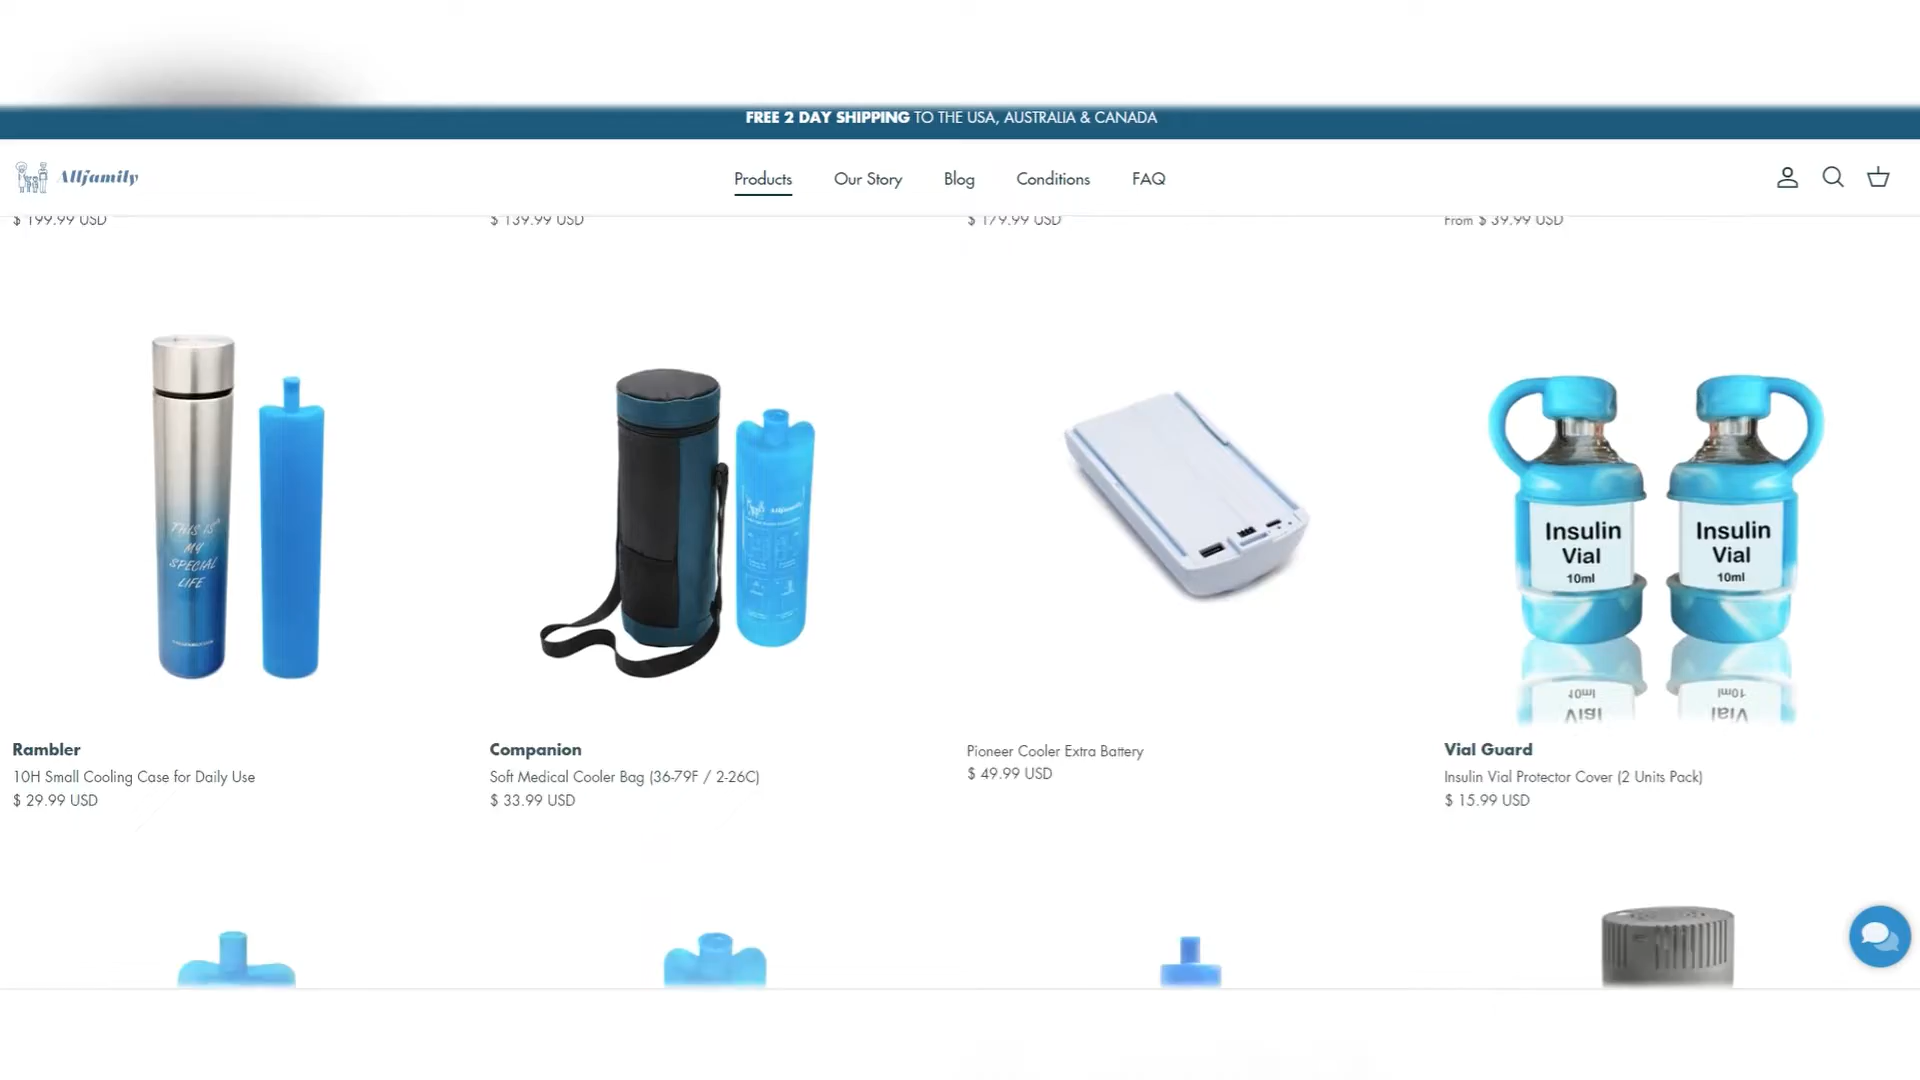 FREE 2 DAY SHIPPING TO THE USA, AUSTRALIA & CANADA
Allfamily
Products
Our Story
Blog
Conditions
FAQ
$ 199.99 USD
$ 139.99 USD
$ 179.99 USD
From $ 39.99 USD
THIS IS
MY
SPECIAL
LIFE
Allfamily
Insulin
Vial
10ml
Insulin
Vial
10ml
Rambler
10H Small Cooling Case for Daily Use
$ 29.99 USD
Companion
Soft Medical Cooler Bag (36-79F / 2-26C)
$ 33.99 USD
Pioneer Cooler Extra Battery
$ 49.99 USD
Vial Guard
Insulin Vial Protector Cover (2 Units Pack)
$ 15.99 USD